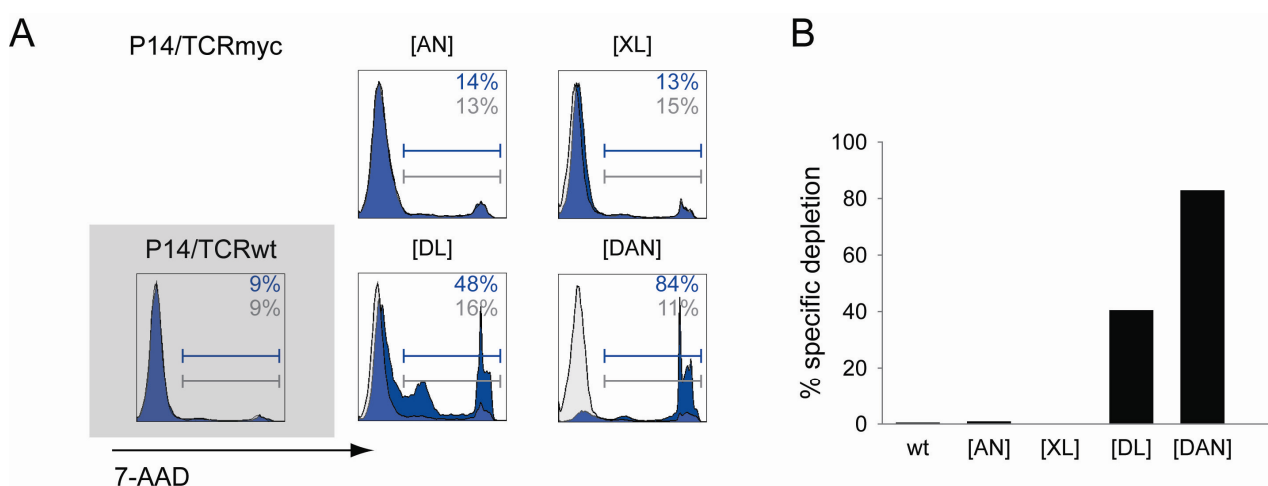 A
P14/TCRmyc
[AN]
14%
13%
[XL]
13%
15%
P14/TCRwt
9%
9%
[DL]
48%
16%
[DAN]
84%
11%
7-AAD
B
% specific depletion
100
80
60
40
20
0
wt [AN] [XL] [DL] [DAN]